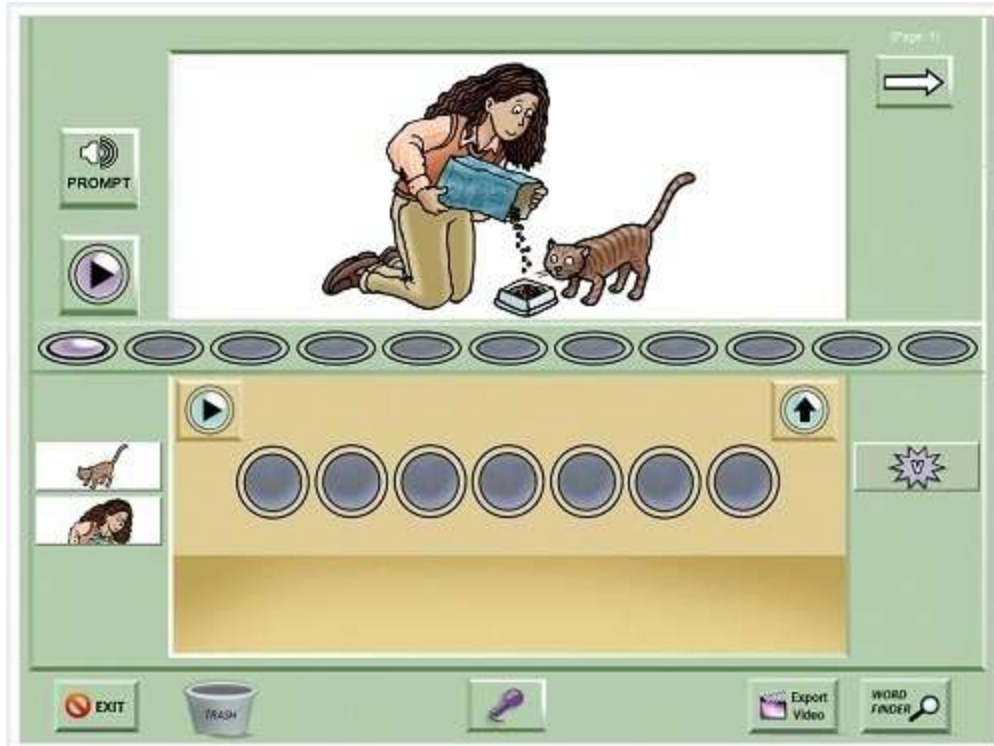 (Page: 1)
PROMPT
V
EXIT
TRASH
Export
Video
WORD
FINDER